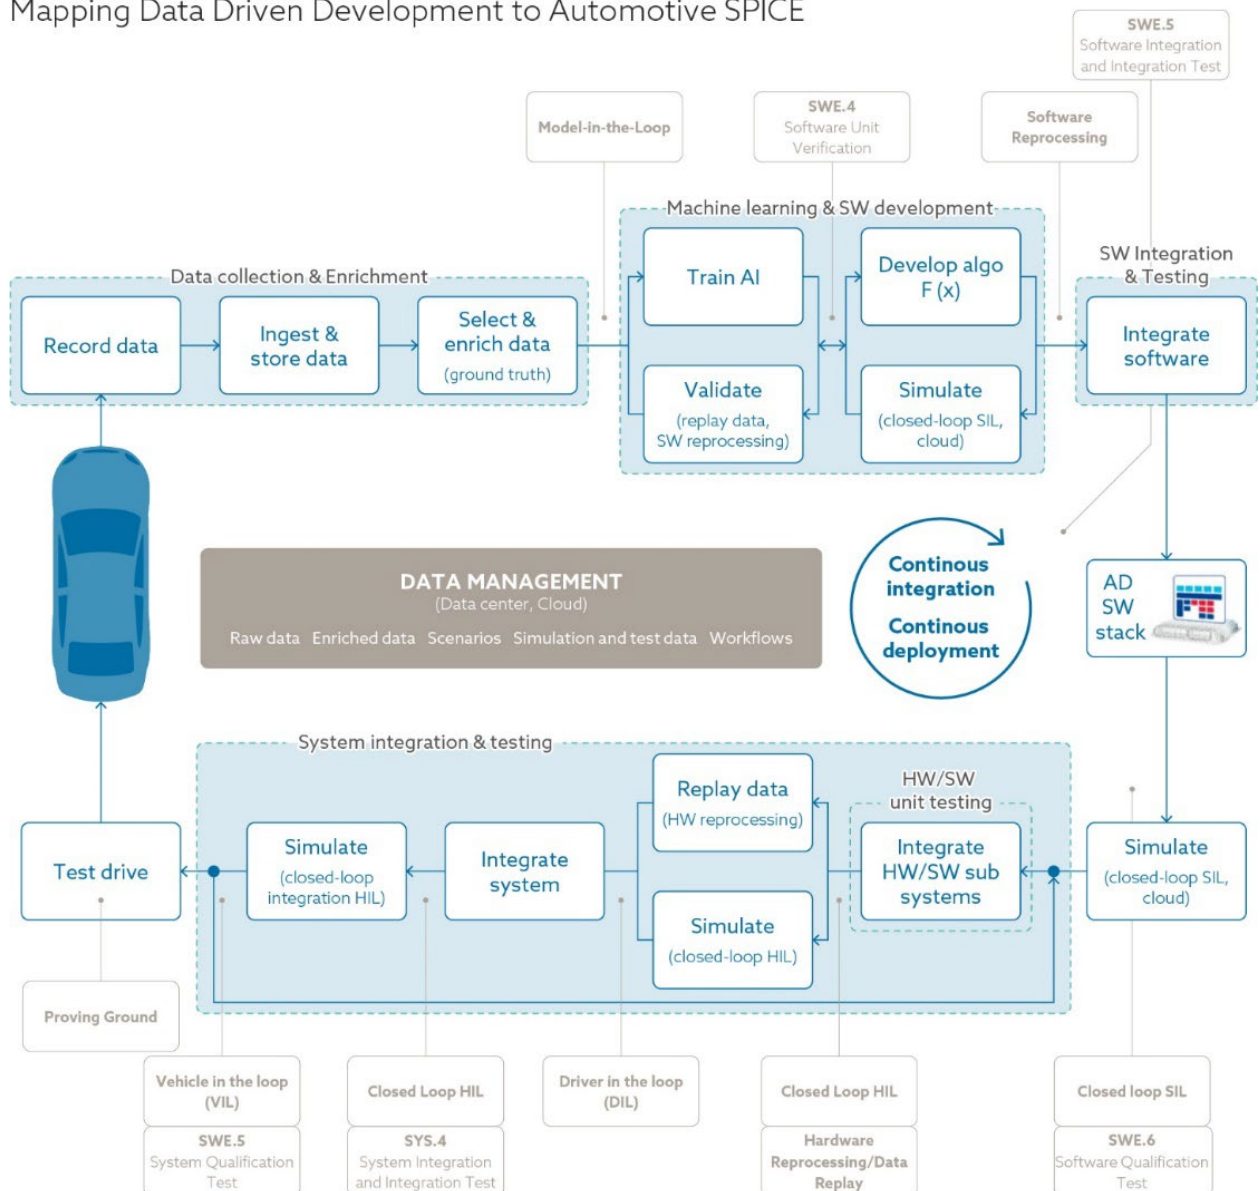 Mapping Data Driven Development to Automotive SPICE
SWE.5
Software Integration
and Integration Test
Model-in-the-Loop
SWE.4
Software Unit
Verification
Software
Reprocessing
Machine learning & SW development
Data collection & Enrichment
SW Integration
& Testing
Record data
Ingest &
store data
Select &
enrich data
(ground truth)
Train AI
Validate
(replay data,
SW reprocessing)
Develop algo
F (x)
Simulate
(closed-loop SIL,
cloud)
Integrate
software
DATA MANAGEMENT
(Data center, Cloud)
Raw data Enriched data Scenarios Simulation and test data Workflows
Continous
integration
Continous
deployment
AD
SW
stack
System integration & testing
HW/SW
unit testing
Test drive
Simulate
(closed-loop
integration HIL)
Integrate
system
Replay data
(HW reprocessing)
Simulate
(closed-loop HIL)
Integrate
HW/SW sub
systems
Simulate
(closed-loop SIL,
cloud)
Proving Ground
Vehicle in the loop
(VIL)
SWE.5
System Qualification
Test
Closed Loop HIL
SYS.4
System Integration
and Integration Test
Driver in the loop
(DIL)
Closed Loop HIL
Hardware
Reprocessing/Data
Replay
Closed loop SIL
SWE.6
Software Qualification
Test